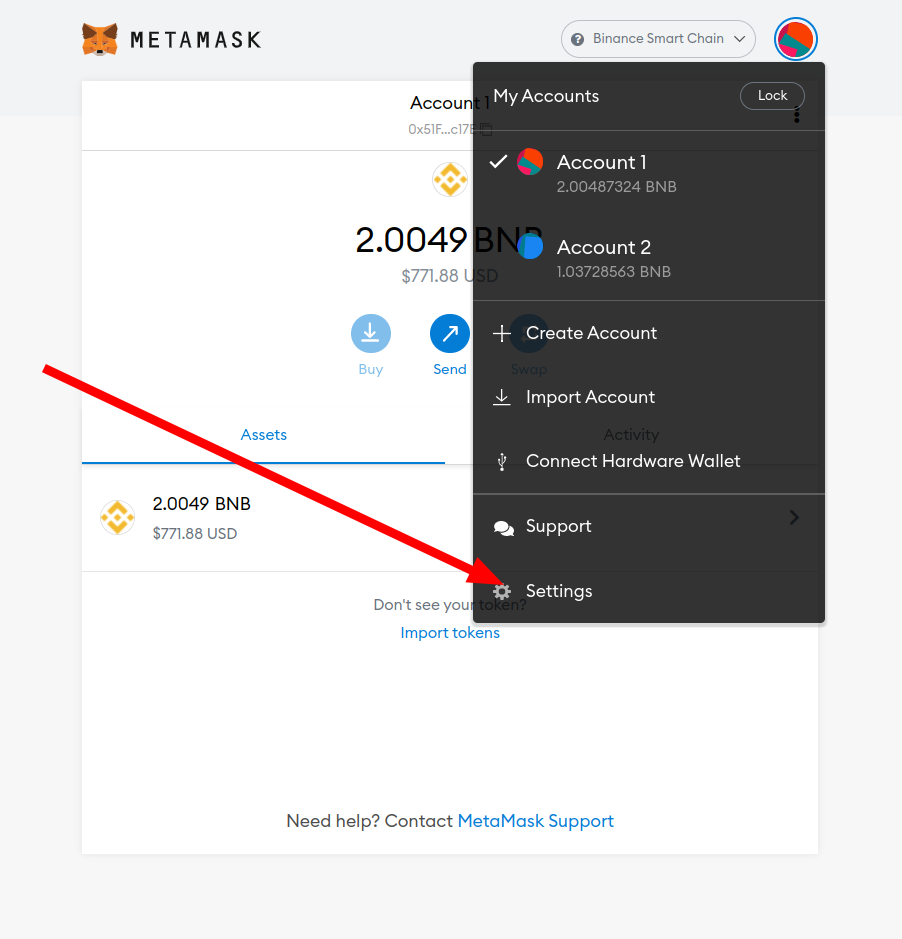 METAMASK
Binance Smart Chain
My Accounts
Lock
Account 1
0x51F...c17E
Account 1
2.00487324 BNB
2.0049 BNB
$771.88 USD
Account 2
1.03728563 BNB
Buy
Send
Swap
Create Account
Import Account
Assets
Activity
Connect Hardware Wallet
2.0049 BNB
$771.88 USD
Support
Settings
Don't see your token?
Import tokens
Need help? Contact MetaMask Support